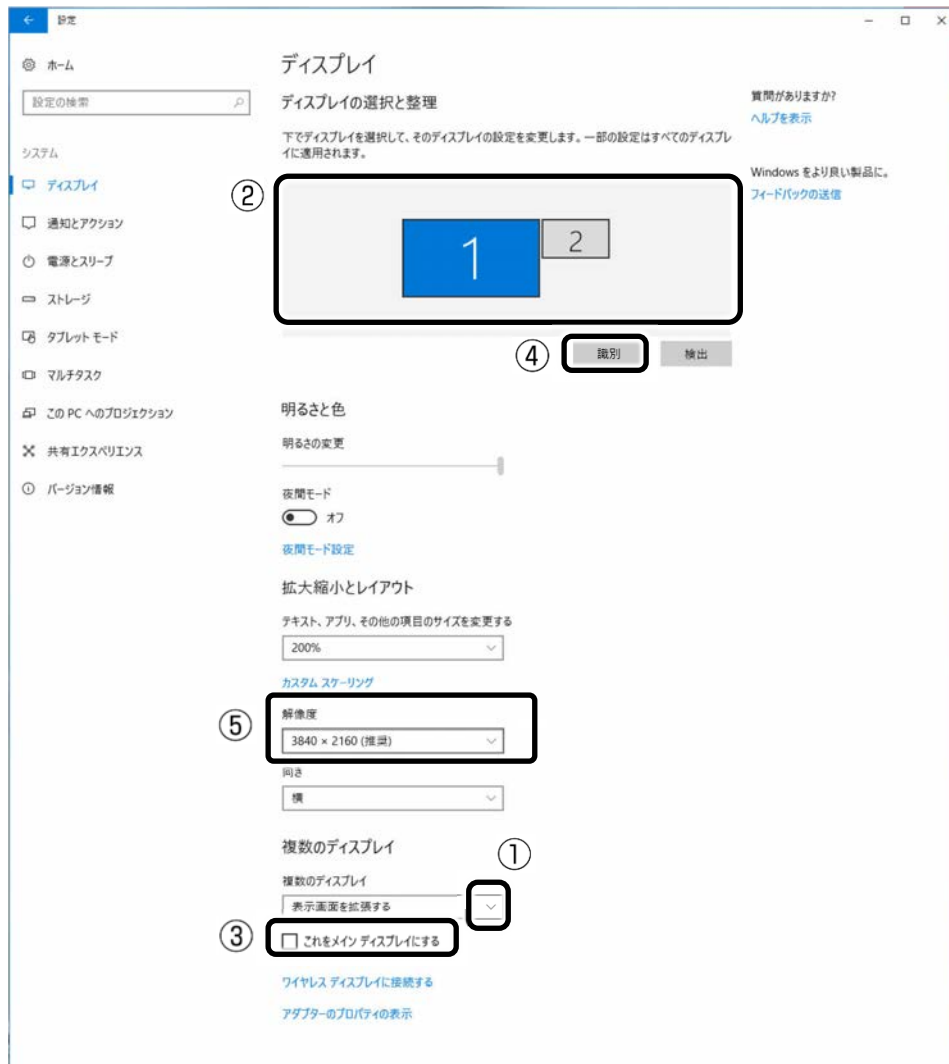 設定
ホーム
設定の検索
システム
ディスプレイ
通知とアクション
電源とスリープ
ストレージ
タブレット モード
マルチタスク
この PC へのプロジェクション
共有エクスペリエンス
バージョン情報
ディスプレイ
ディスプレイの選択と整理
下でディスプレイを選択して、そのディスプレイの設定を変更します。一部の設定はすべてのディスプレ
イに適用されます。
②
1
2
④
識別
検出
明るさと色
明るさの変更
夜間モード
オフ
夜間モード設定
拡大縮小とレイアウト
テキスト、アプリ、その他の項目のサイズを変更する
200%
カスタム スケーリング
⑤
解像度
3840 × 2160 (推奨)
向き
横
複数のディスプレイ
①
複数のディスプレイ
表示画面を拡張する
③
これをメイン ディスプレイにする
ワイヤレス ディスプレイに接続する
アダプターのプロパティの表示
質問がありますか?
ヘルプを表示
Windows をより良い製品に。
フィードバックの送信